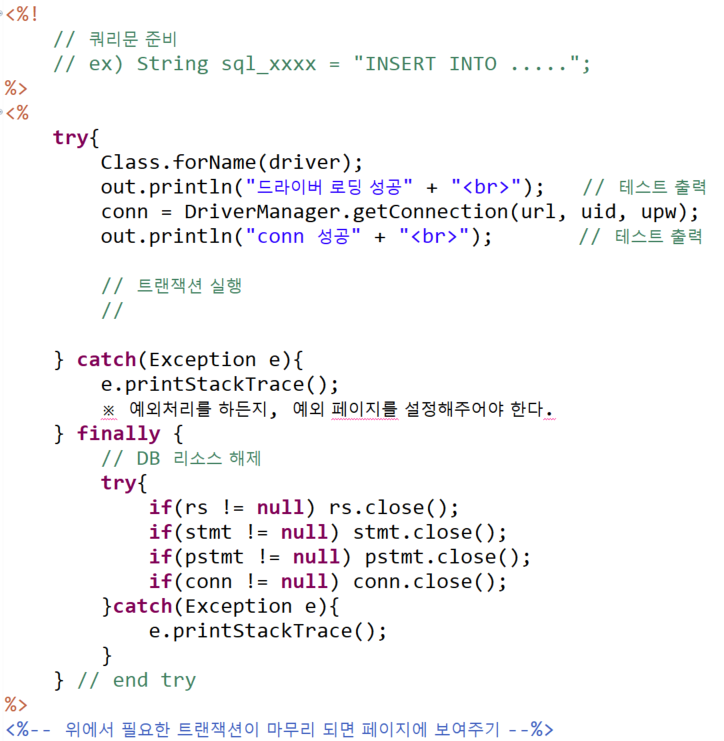 <%!
// 쿼리문 준비
// ex) String sql_xxxx = "INSERT INTO .....";
%>
<%
try{
Class.forName(driver);
out.println("드라이버 로딩 성공" + "<br>"); // 테스트 출력
conn = DriverManager.getConnection(url, uid, upw);
out.println("conn 성공" + "<br>"); // 테스트 출력
// 트랜잭션 실행
//
} catch(Exception e){
e.printStackTrace();
※ 예외처리를 하든지, 예외 페이지를 설정해주어야 한다.
} finally {
// DB 리소스 해제
try{
if(rs != null) rs.close();
if(stmt != null) stmt.close();
if(pstmt != null) pstmt.close();
if(conn != null) conn.close();
}catch(Exception e){
e.printStackTrace();
}
} // end try
%>
<%-- 위에서 필요한 트랜잭션이 마무리 되면 페이지에 보여주기 --%>